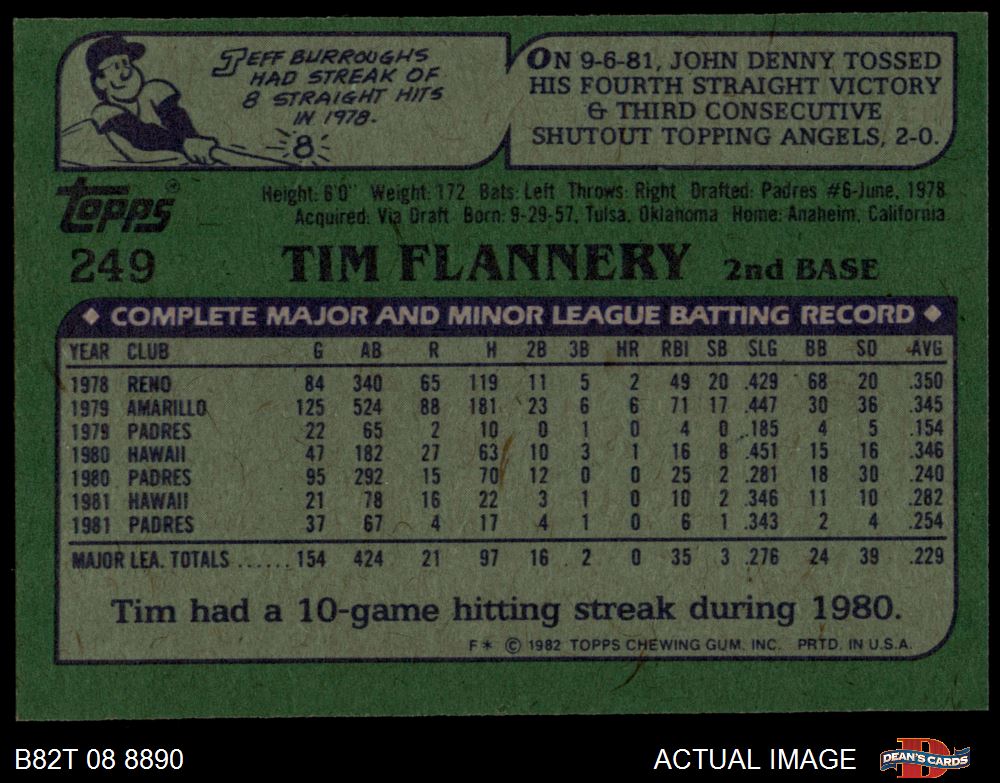 JEFF BURROUGHS
HAD STREAK OF
8 STRAIGHT HITS
IN 1978.
8
ON 9-6-81, JOHN DENNY TOSSED
HIS FOURTH STRAIGHT VICTORY
& THIRD CONSECUTIVE
SHUTOUT TOPPING ANGELS, 2-0.
Topps®
Height: 6'0" Weight: 172 Bats: Left Throws: Right Drafted: Padres #6-June, 1978
Acquired: Via Draft Born: 9-29-57, Tulsa, Oklahoma Home: Anaheim, California
249 TIM FLANNERY 2nd BASE
◆ COMPLETE MAJOR AND MINOR LEAGUE BATTING RECORD ◆
YEAR CLUB G AB R H 2B 3B HR RBI SB SLG BB SO AVG
1978 RENO 84 340 65 119 11 5 2 49 20 .429 68 20 .350
1979 AMARILLO 125 524 88 181 23 6 6 71 17 .447 30 36 .345
1979 PADRES 22 65 2 10 0 1 0 4 0 .185 4 5 .154
1980 HAWAII 47 182 27 63 10 3 1 16 8 .451 15 16 .346
1980 PADRES 95 292 15 70 12 0 0 25 2 .281 18 30 .240
1981 HAWAII 21 78 16 22 3 1 0 10 2 .346 11 10 .282
1981 PADRES 37 67 4 17 4 1 0 6 1 .343 2 4 .254
MAJOR LEA. TOTALS ...... 154 424 21 97 16 2 0 35 3 .276 24 39 .229
Tim had a 10-game hitting streak during 1980.
F* © 1982 TOPPS CHEWING GUM, INC. PRTD. IN U.S.A.
B82T 08 8890
ACTUAL IMAGE
D
DEAN'S CARDS